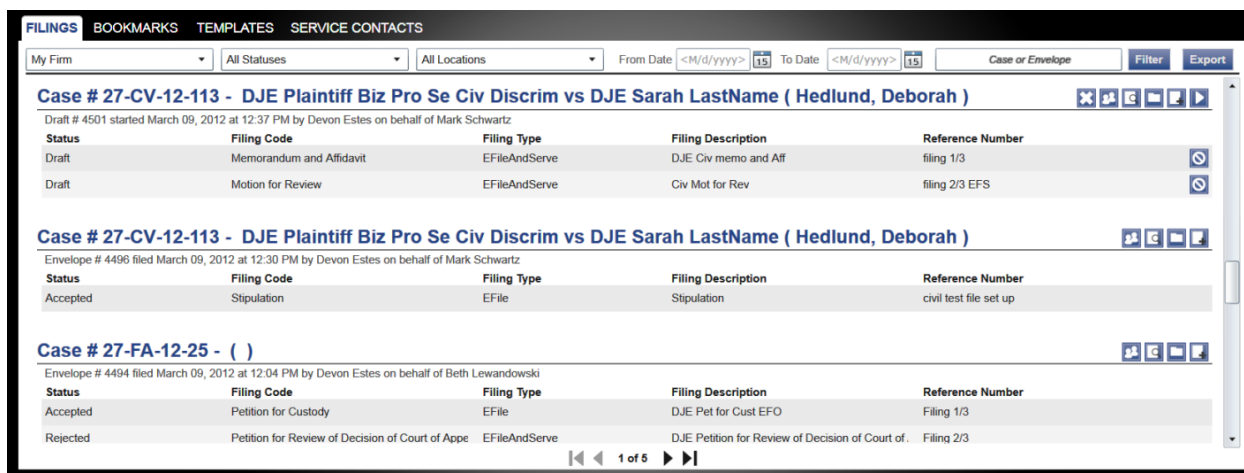 FILINGS BOOKMARKS TEMPLATES SERVICE CONTACTS
My Firm All Statuses All Locations From Date <M/d/yyyy> 15 To Date <M/d/yyyy> 15 Case or Envelope Filter Export
Case # 27-CV-12-113 - DJE Plaintiff Biz Pro Se Civ Discrim vs DJE Sarah LastName ( Hedlund, Deborah )
Draft # 4501 started March 09, 2012 at 12:37 PM by Devon Estes on behalf of Mark Schwartz
Status Filing Code Filing Type Filing Description Reference Number
Draft Memorandum and Affidavit EFileAndServe DJE Civ memo and Aff filing 1/3
Draft Motion for Review EFileAndServe Civ Mot for Rev filing 2/3 EFS
Case # 27-CV-12-113 - DJE Plaintiff Biz Pro Se Civ Discrim vs DJE Sarah LastName ( Hedlund, Deborah )
Envelope # 4496 filed March 09, 2012 at 12:30 PM by Devon Estes on behalf of Mark Schwartz
Status Filing Code Filing Type Filing Description Reference Number
Accepted Stipulation EFile Stipulation civil test file set up
Case # 27-FA-12-25 - ( )
Envelope # 4494 filed March 09, 2012 at 12:04 PM by Devon Estes on behalf of Beth Lewandowski
Status Filing Code Filing Type Filing Description Reference Number
Accepted Petition for Custody EFile DJE Pet for Cust EFO Filing 1/3
Rejected Petition for Review of Decision of Court of Appe EFileAndServe DJE Petition for Review of Decision of Court of . Filing 2/3
1 of 5